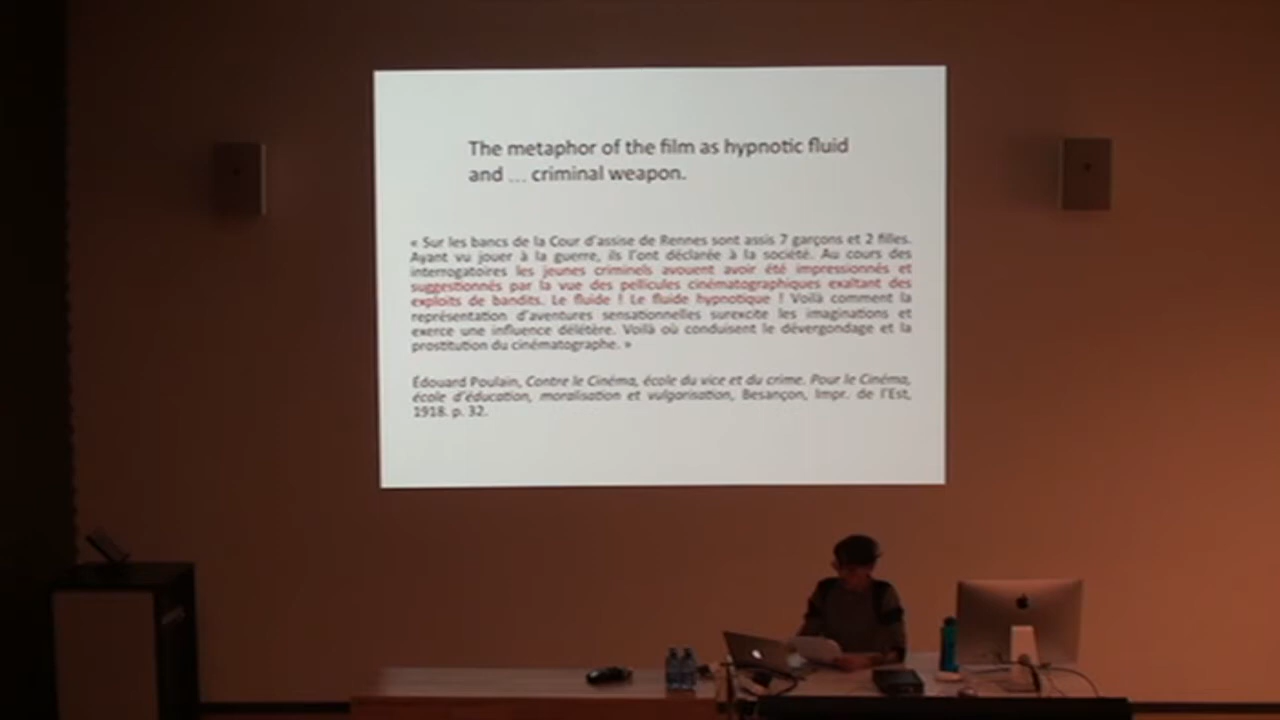 The metaphor of the film as hypnotic fluid
and ... criminal weapon.
« Sur les bancs de la Cour d'assise de Rennes sont assis 7 garçons et 2 filles.
Ayant vu jouer à la guerre, ils l'ont déclarée à la société. Au cours des
interrogatoires les jeunes criminels avouent avoir été impressionnés et
suggestionnés par la vue des pellicules cinématographiques exaltant des
exploits de bandits. Le fluide ! Le fluide hypnotique ! Voilà comment la
représentation d'aventures sensationnelles surexcite les imaginations et
exerce une influence délétère. Voilà où conduisent le dévergondage et la
prostitution du cinématographe. »
Édouard Poulain, Contre le Cinéma, école du vice et du crime. Pour le Cinéma,
école d'éducation, moralisation et vulgarisation, Besançon, Impr. de l'Est,
1918. p. 32.